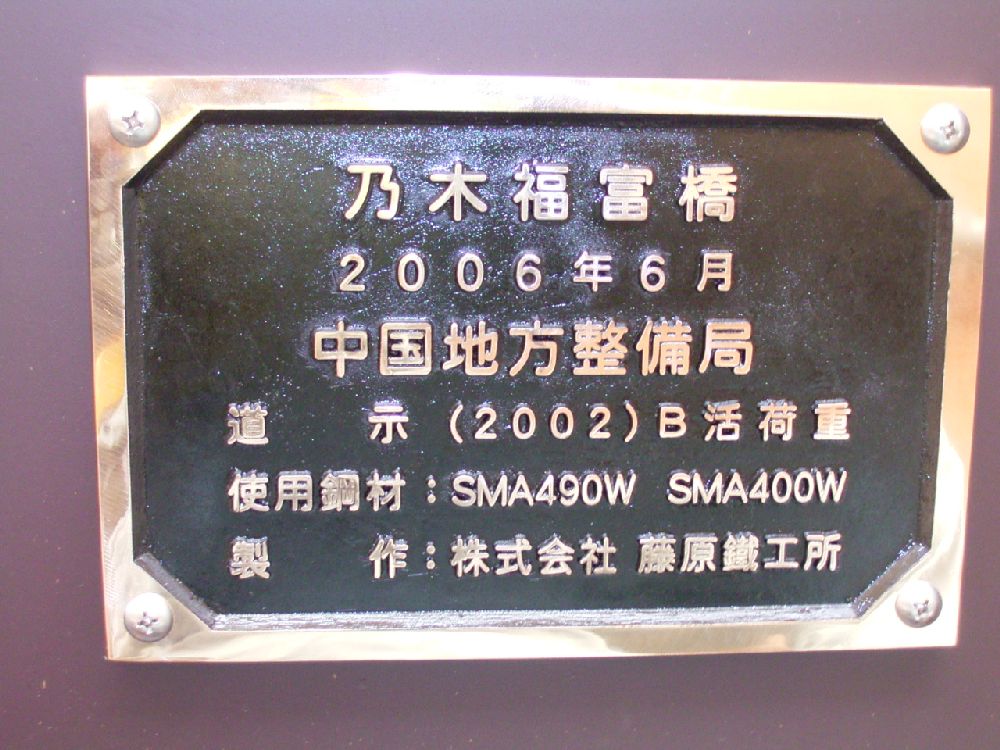 乃木福富橋
2006年6月
中国地方整備局
道示(2002)B活荷重
使用鋼材:SMA490W SMA400W
製作:株式会社 藤原鐵工所